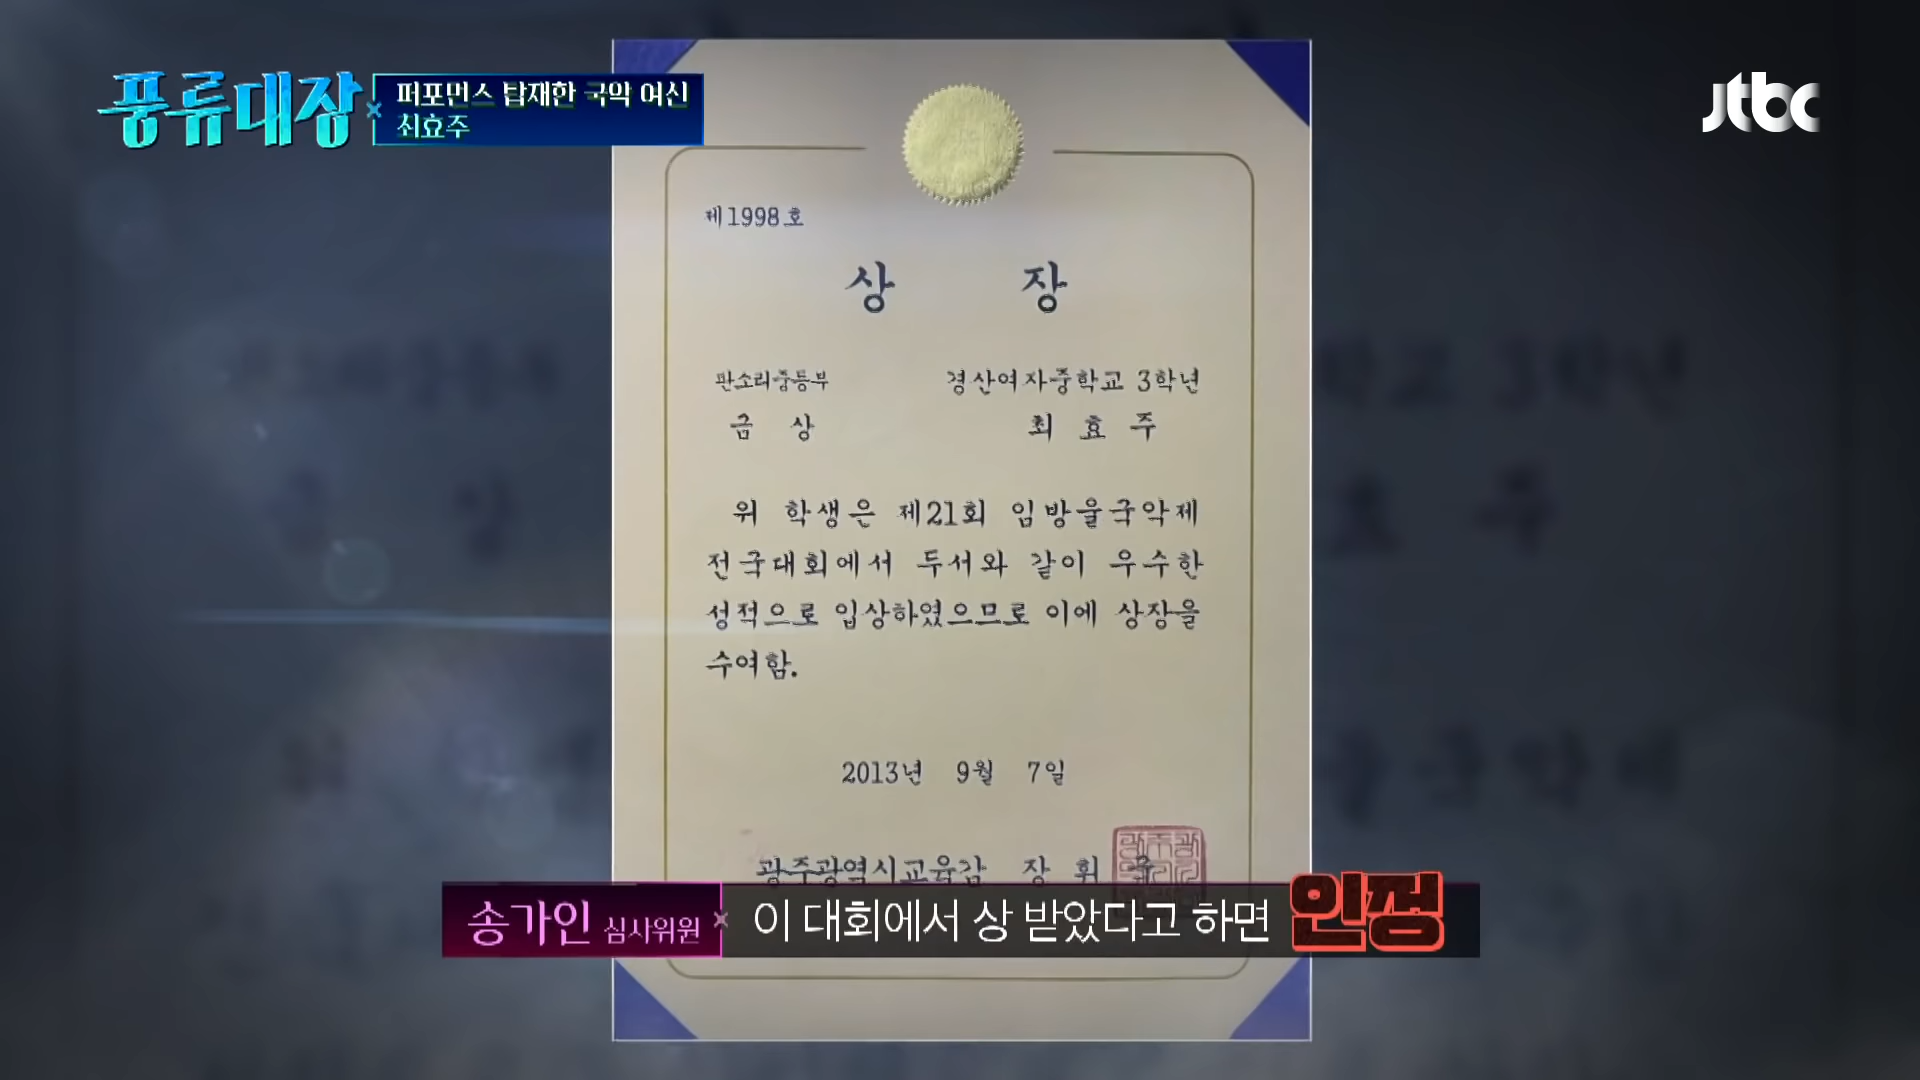 풍류대장
퍼포먼스 탑재한 국악 여신
최효주
jtbc
제1998호
상 장
판소리중등부 경산여자중학교 3학년
금 상 최 효 주
위 학생은 제21회 임방울국악제
전국대회에서 두서와 같이 우수한
성적으로 입상하였으므로 이에 상장을
수여함.
2013년 9월 7일
광주광역시교육감 장 휘
송가인 심사위원 이 대회에서 상 받았다고 하면 인정